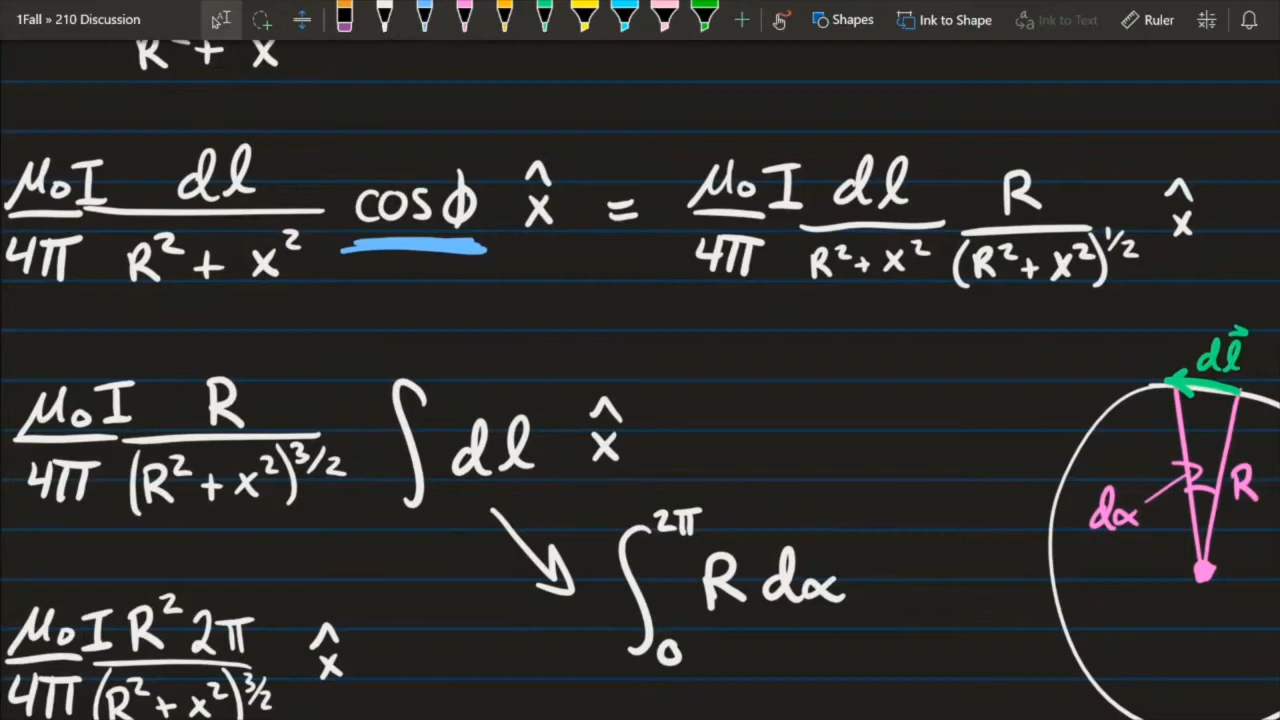 1Fall » 210 Discussion Shapes Ink to Shape Ink to Text Ruler
R² + x
μ₀I/4π dl/(R² + x²) cosϕ x̂ = μ₀I/4π dl/(R² + x²) R/(R² + x²)^1/2 x̂
dl⃗
μ₀I/4π R/(R² + x²)^3/2 ∫ dl x̂
dα R
∫₀^2π R dα
μ₀I/4π R² 2π/(R² + x²)^3/2 x̂